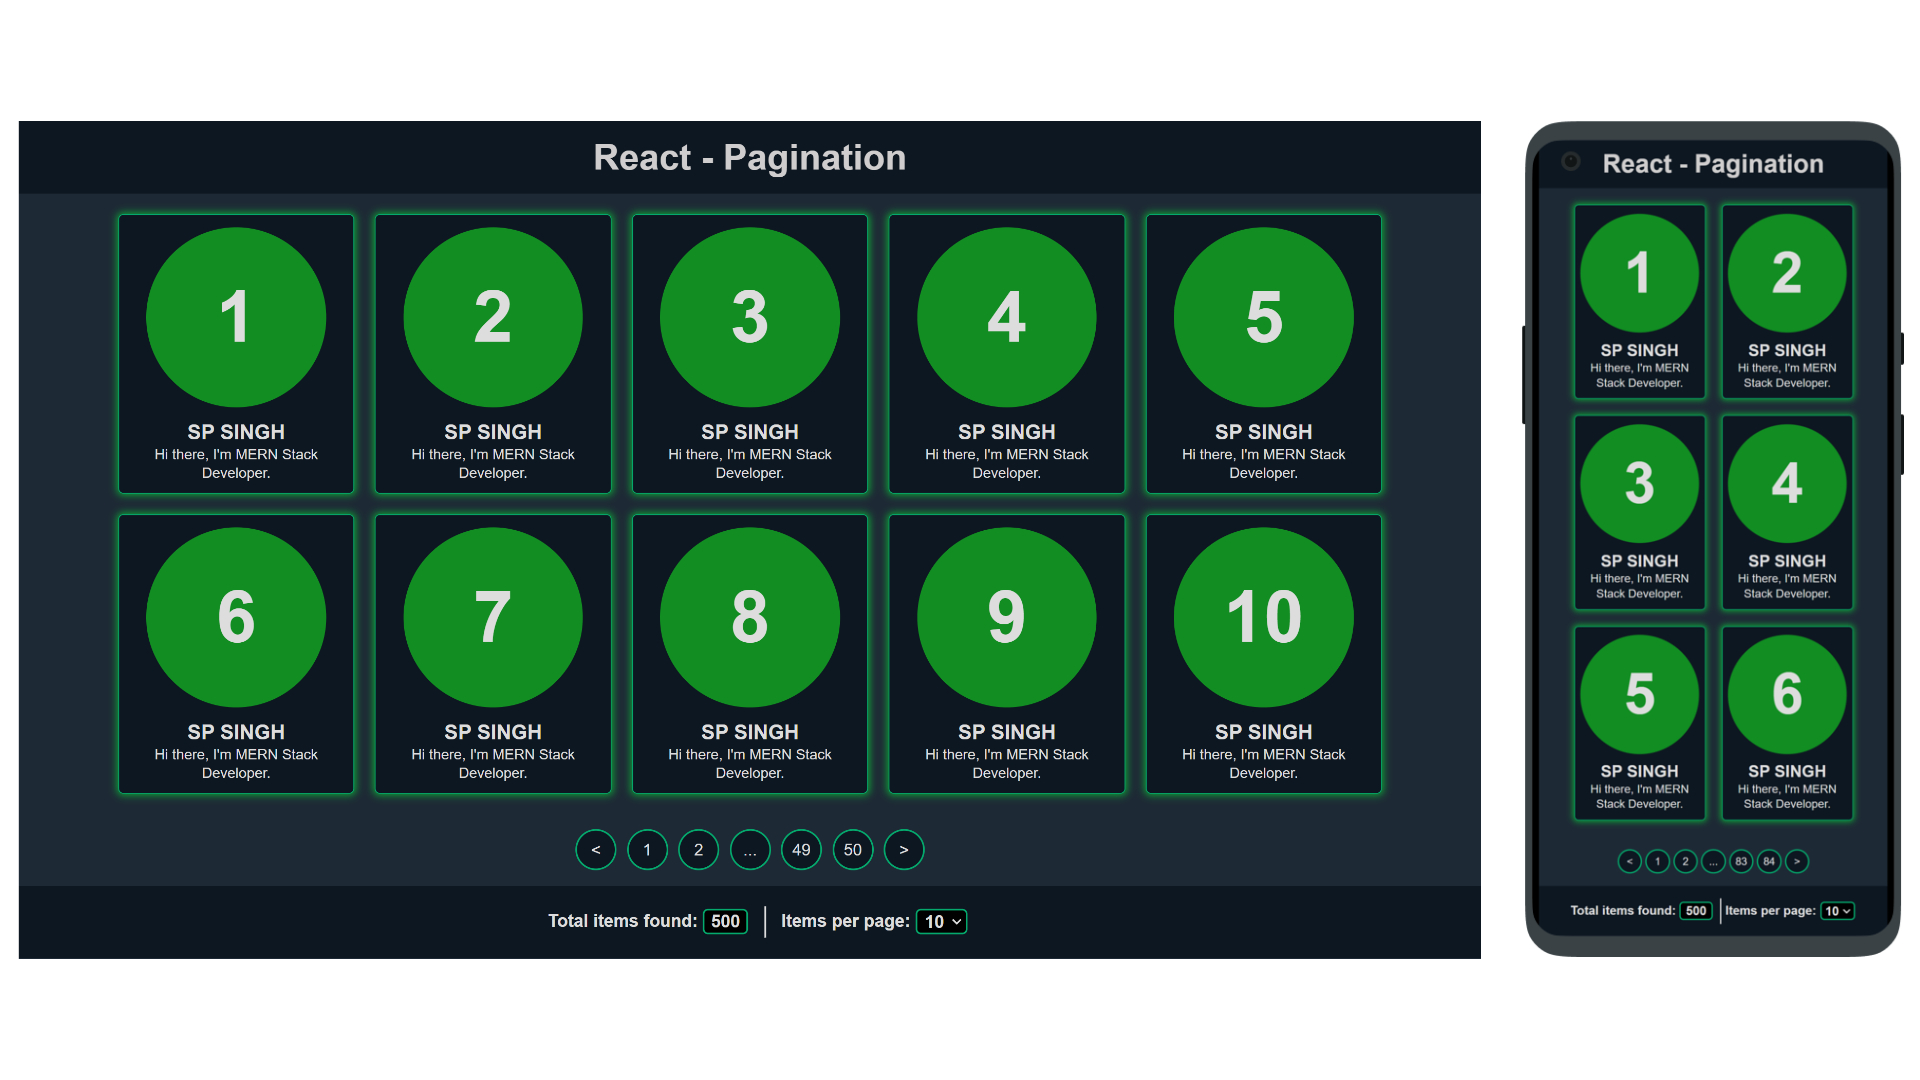 React - Pagination
1
2
3
4
5
SP SINGH
Hi there, I'm MERN Stack
Developer.
SP SINGH
Hi there, I'm MERN Stack
Developer.
SP SINGH
Hi there, I'm MERN Stack
Developer.
SP SINGH
Hi there, I'm MERN Stack
Developer.
SP SINGH
Hi there, I'm MERN Stack
Developer.
6
7
8
9
10
SP SINGH
Hi there, I'm MERN Stack
Developer.
SP SINGH
Hi there, I'm MERN Stack
Developer.
SP SINGH
Hi there, I'm MERN Stack
Developer.
SP SINGH
Hi there, I'm MERN Stack
Developer.
SP SINGH
Hi there, I'm MERN Stack
Developer.
< 1 2 ... 49 50 >
Total items found: 500 | Items per page: 10
React - Pagination
1
2
SP SINGH
Hi there, I'm MERN
Stack Developer.
SP SINGH
Hi there, I'm MERN
Stack Developer.
3
4
SP SINGH
Hi there, I'm MERN
Stack Developer.
SP SINGH
Hi there, I'm MERN
Stack Developer.
5
6
SP SINGH
Hi there, I'm MERN
Stack Developer.
SP SINGH
Hi there, I'm MERN
Stack Developer.
< 1 2 ... 83 84 >
Total items found: 500 | Items per page: 10